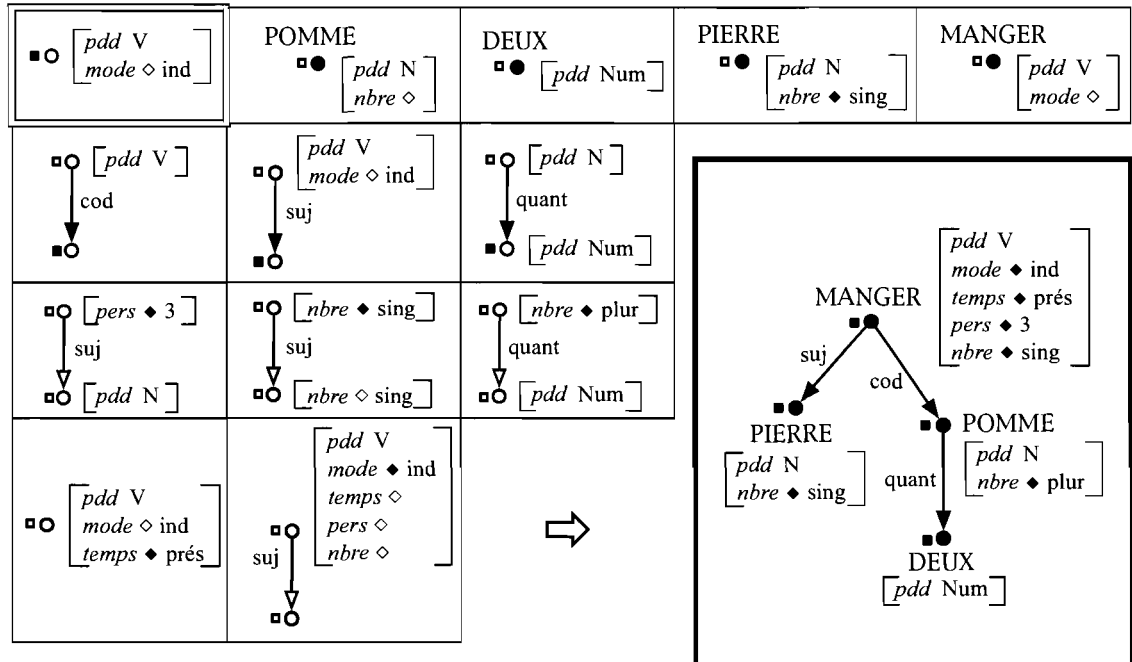 pdd V
mode ◇ ind
POMME
pdd N
nbre ◇
DEUX
pdd Num
PIERRE
pdd N
nbre ◆ sing
MANGER
pdd V
mode ◇
pdd V
cod
pdd V
mode ◇ ind
suj
pdd N
quant
pdd Num
pers ◆ 3
suj
pdd N
nbre ◆ sing
suj
nbre ◇ sing
nbre ◆ plur
quant
pdd Num
pdd V
mode ◇ ind
temps ◆ prés
pdd V
mode ◆ ind
temps ◇
pers ◇
nbre ◇
suj
MANGER
pdd V
mode ◆ ind
temps ◆ prés
pers ◆ 3
nbre ◆ sing
suj
cod
PIERRE
pdd N
nbre ◆ sing
POMME
pdd N
nbre ◆ plur
quant
DEUX
pdd Num